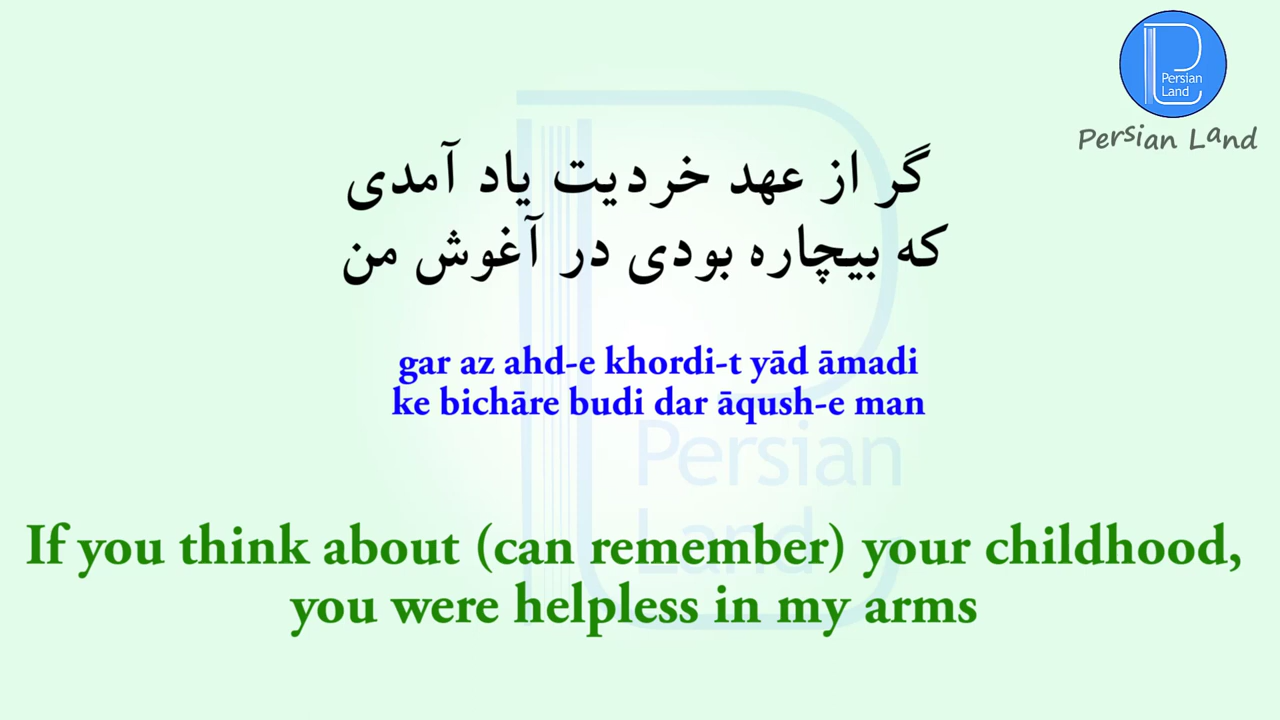 Persian
Land
Persian Land
گر از عهد خردیت یاد آمدی
که بیچاره بودی در آغوش من
gar az ahd-e khordi-t yād āmadi
ke bichāre budi dar āqush-e man
Persian
Land
If you think about (can remember) your childhood,
you were helpless in my arms